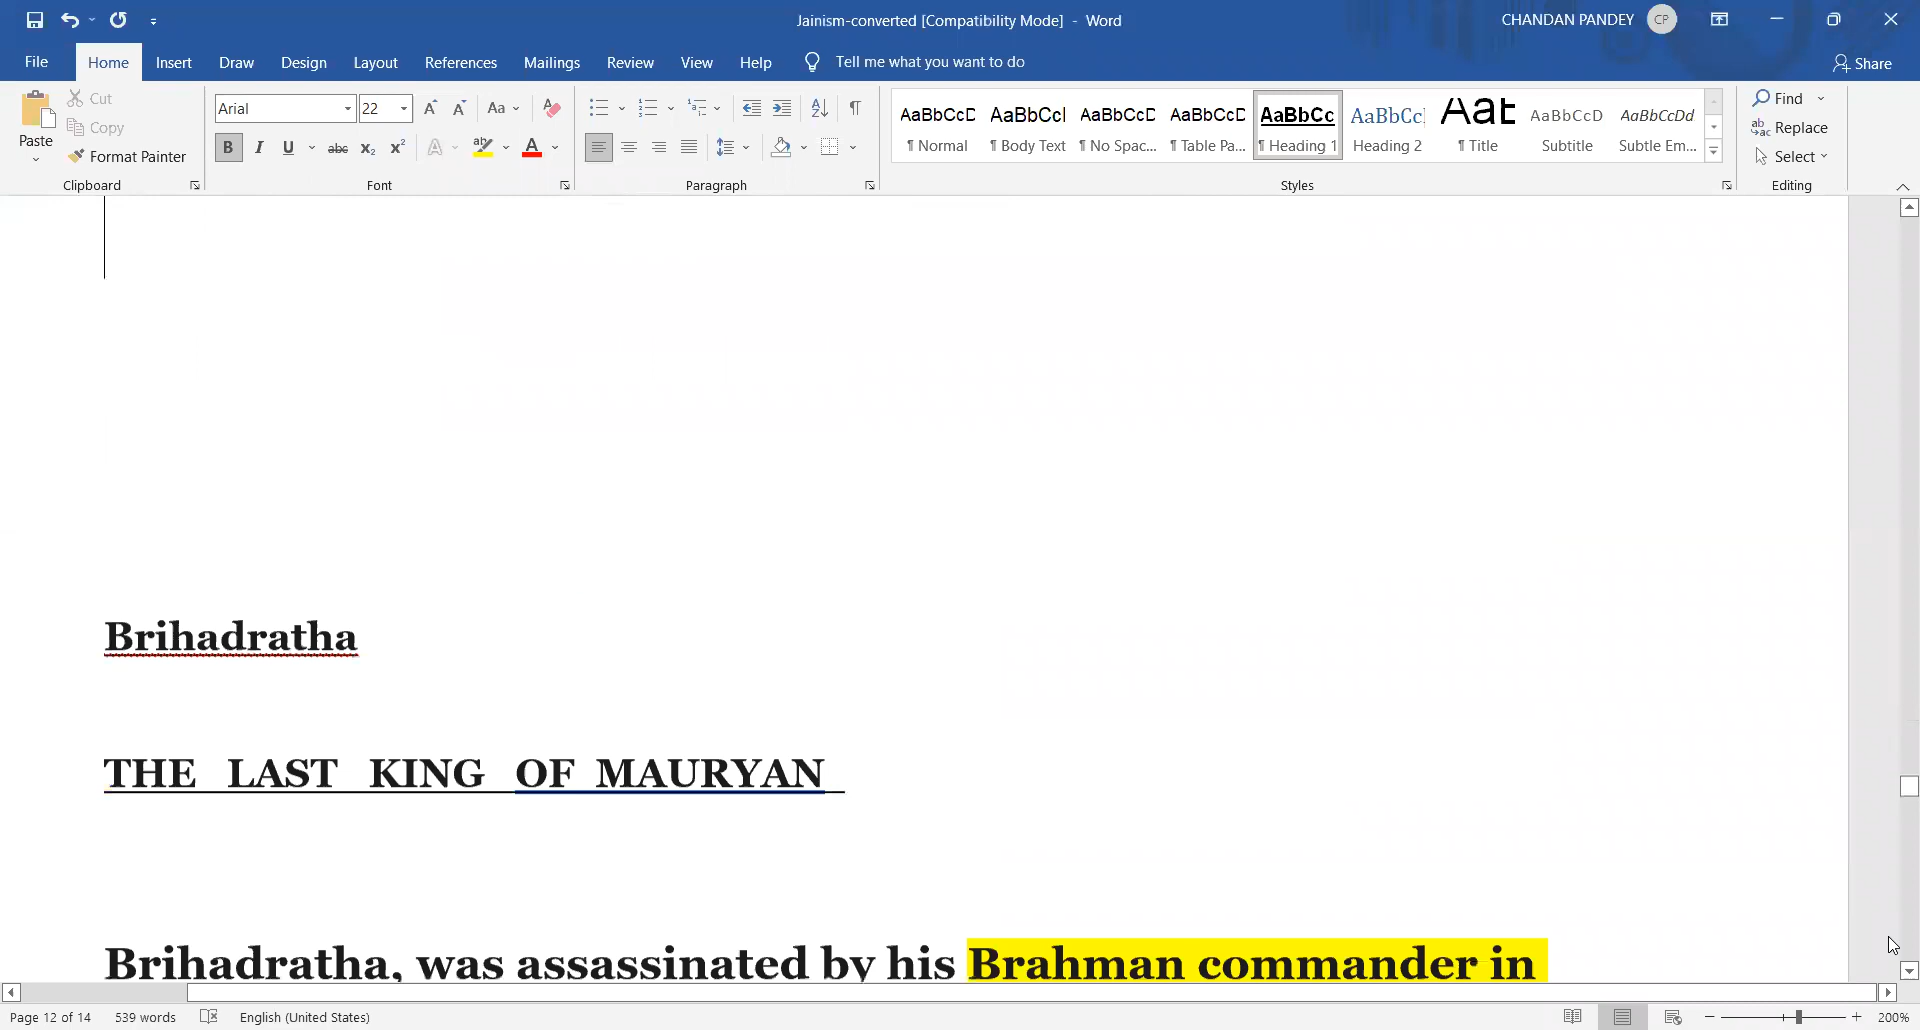 Jainism-converted [Compatibility Mode] - Word
CHANDAN PANDEY CP
File Home Insert Draw Design Layout References Mailings Review View Help Tell me what you want to do Share
Paste
Cut
Copy
Format Painter
Clipboard
Arial 22
Font
Paragraph
AaBbCcD AaBbCcl AaBbCcD AaBbCcD AaBbCc AaBbCc AaB AaBbCcD AaBbCcDd
¶ Normal ¶ Body Text ¶ No Spac... ¶ Table Pa... ¶ Heading 1 Heading 2 ¶ Title Subtitle Subtle Em...
Styles
Find
Replace
Select
Editing
Brihadratha
THE LAST KING OF MAURYAN
Brihadratha, was assassinated by his Brahman commander in
Page 12 of 14 539 words English (United States) 200%